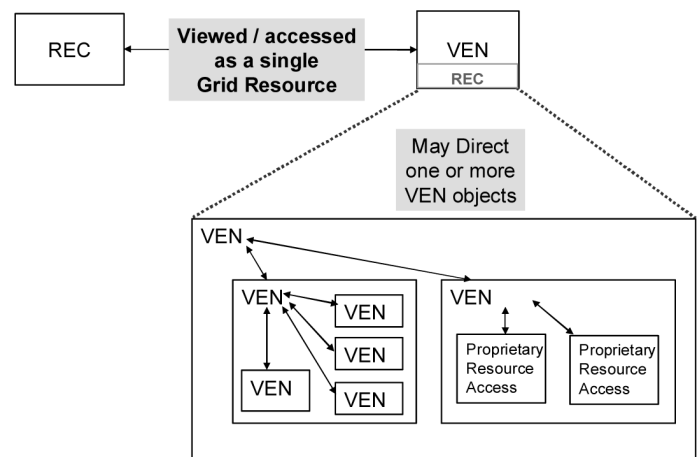 REC
Viewed / accessed
as a single
Grid Resource
VEN
REC
May Direct
one or more
VEN objects
VEN
VEN
VEN
VEN
VEN
VEN
VEN
Proprietary
Resource
Access
Proprietary
Resource
Access